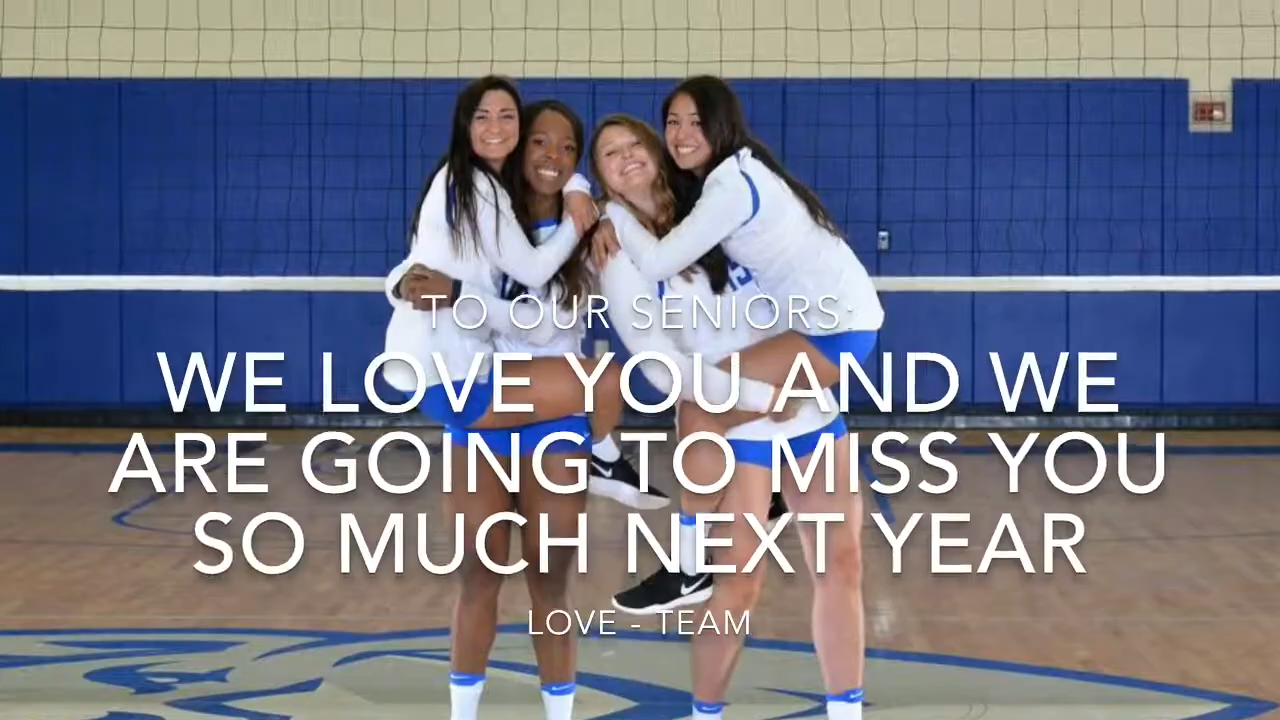 TO OUR SENIORS:
WE LOVE YOU AND WE
ARE GOING TO MISS YOU
SO MUCH NEXT YEAR
LOVE - TEAM